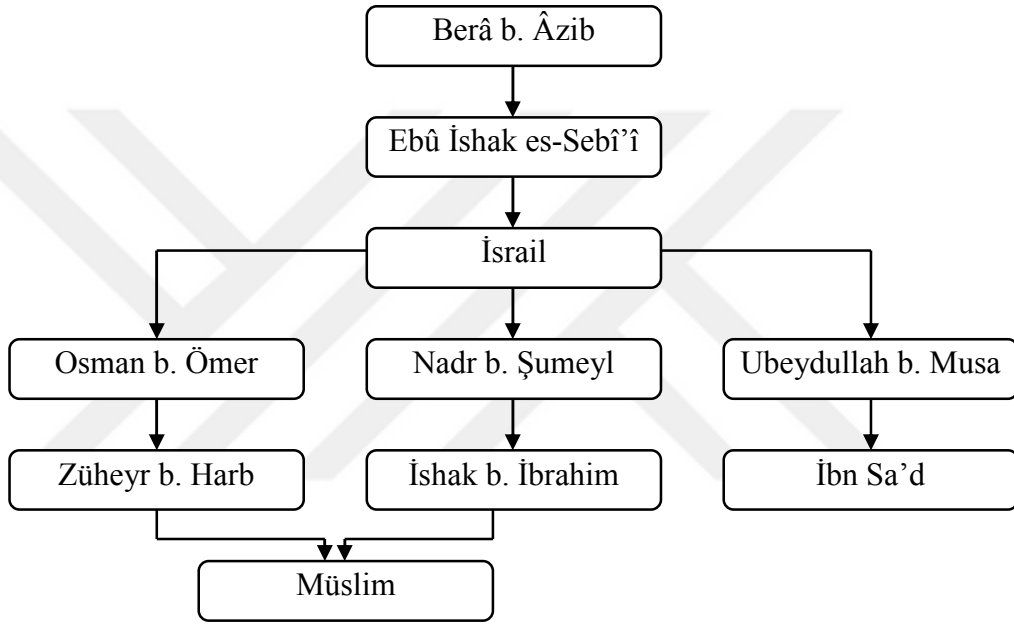 Berâ b. Âzib
Ebû İshak es-Sebî’î
İsrail
Osman b. Ömer
Nadr b. Şumeyl
Ubeydullah b. Musa
Züheyr b. Harb
İshak b. İbrahim
İbn Sa’d
Müslim